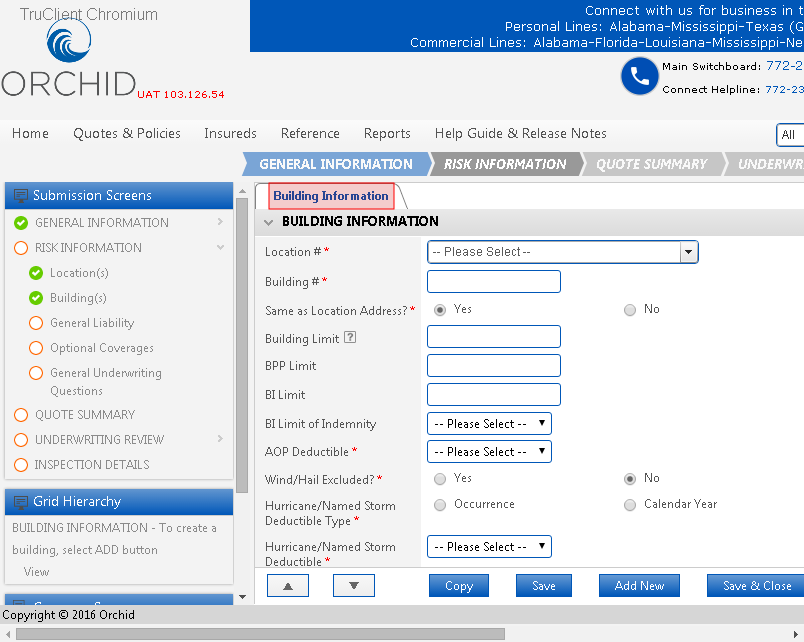 TruClient Chromium
ORCHID
UAT 103.126.54
Connect with us for business in t
Personal Lines: Alabama-Mississippi-Texas (G
Commercial Lines: Alabama-Florida-Louisiana-Mississippi-Ne
Main Switchboard: 772-2
Connect Helpline: 772-23
Home Quotes & Policies Insureds Reference Reports Help Guide & Release Notes All
GENERAL INFORMATION RISK INFORMATION QUOTE SUMMARY UNDERWR
Submission Screens
GENERAL INFORMATION
RISK INFORMATION
Location(s)
Building(s)
General Liability
Optional Coverages
General Underwriting
Questions
QUOTE SUMMARY
UNDERWRITING REVIEW
INSPECTION DETAILS
Grid Hierarchy
BUILDING INFORMATION - To create a
building, select ADD button
View
Building Information
BUILDING INFORMATION
Location #* -- Please Select --
Building #*
Same as Location Address?* Yes No
Building Limit ?
BPP Limit
BI Limit
BI Limit of Indemnity -- Please Select --
AOP Deductible * -- Please Select --
Wind/Hail Excluded?* Yes No
Hurricane/Named Storm
Deductible Type * Occurrence Calendar Year
Hurricane/Named Storm
Deductible * -- Please Select --
Copy Save Add New Save & Close
Copyright © 2016 Orchid